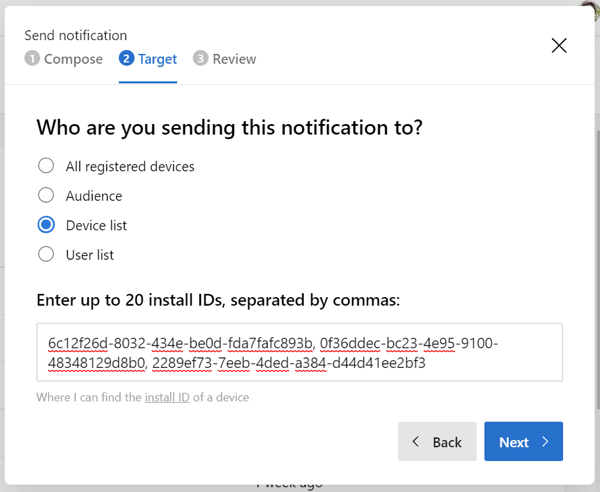 Send notification
1 Compose 2 Target 3 Review
Who are you sending this notification to?
All registered devices
Audience
Device list
User list
Enter up to 20 install IDs, separated by commas:
6c12f26d-8032-434e-be0d-fda7fafc893b, 0f36ddec-bc23-4e95-9100-
48348129d8b0, 2289ef73-7eeb-4ded-a384-d44d41ee2bf3
Where I can find the install ID of a device
Back Next
1 week ago